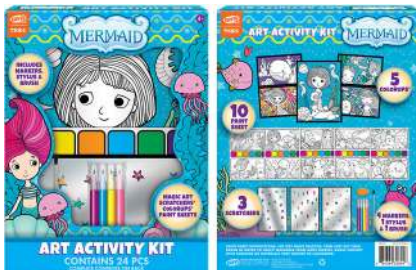 MERMAID
INCLUDES
MARKERS,
STYLUS &
BRUSH
MAGIC ART
SCRATCHERS
COLORUPS
PAINT SHEETS
ART ACTIVITY KIT
CONTAINS 24 PCS
ART ACTIVITY KIT
MERMAID
5
COLORUPS
10
PAINT
SHEET
3
SCRATCHERS
4 MARKERS
1 STYLUS
& 1 BRUSH